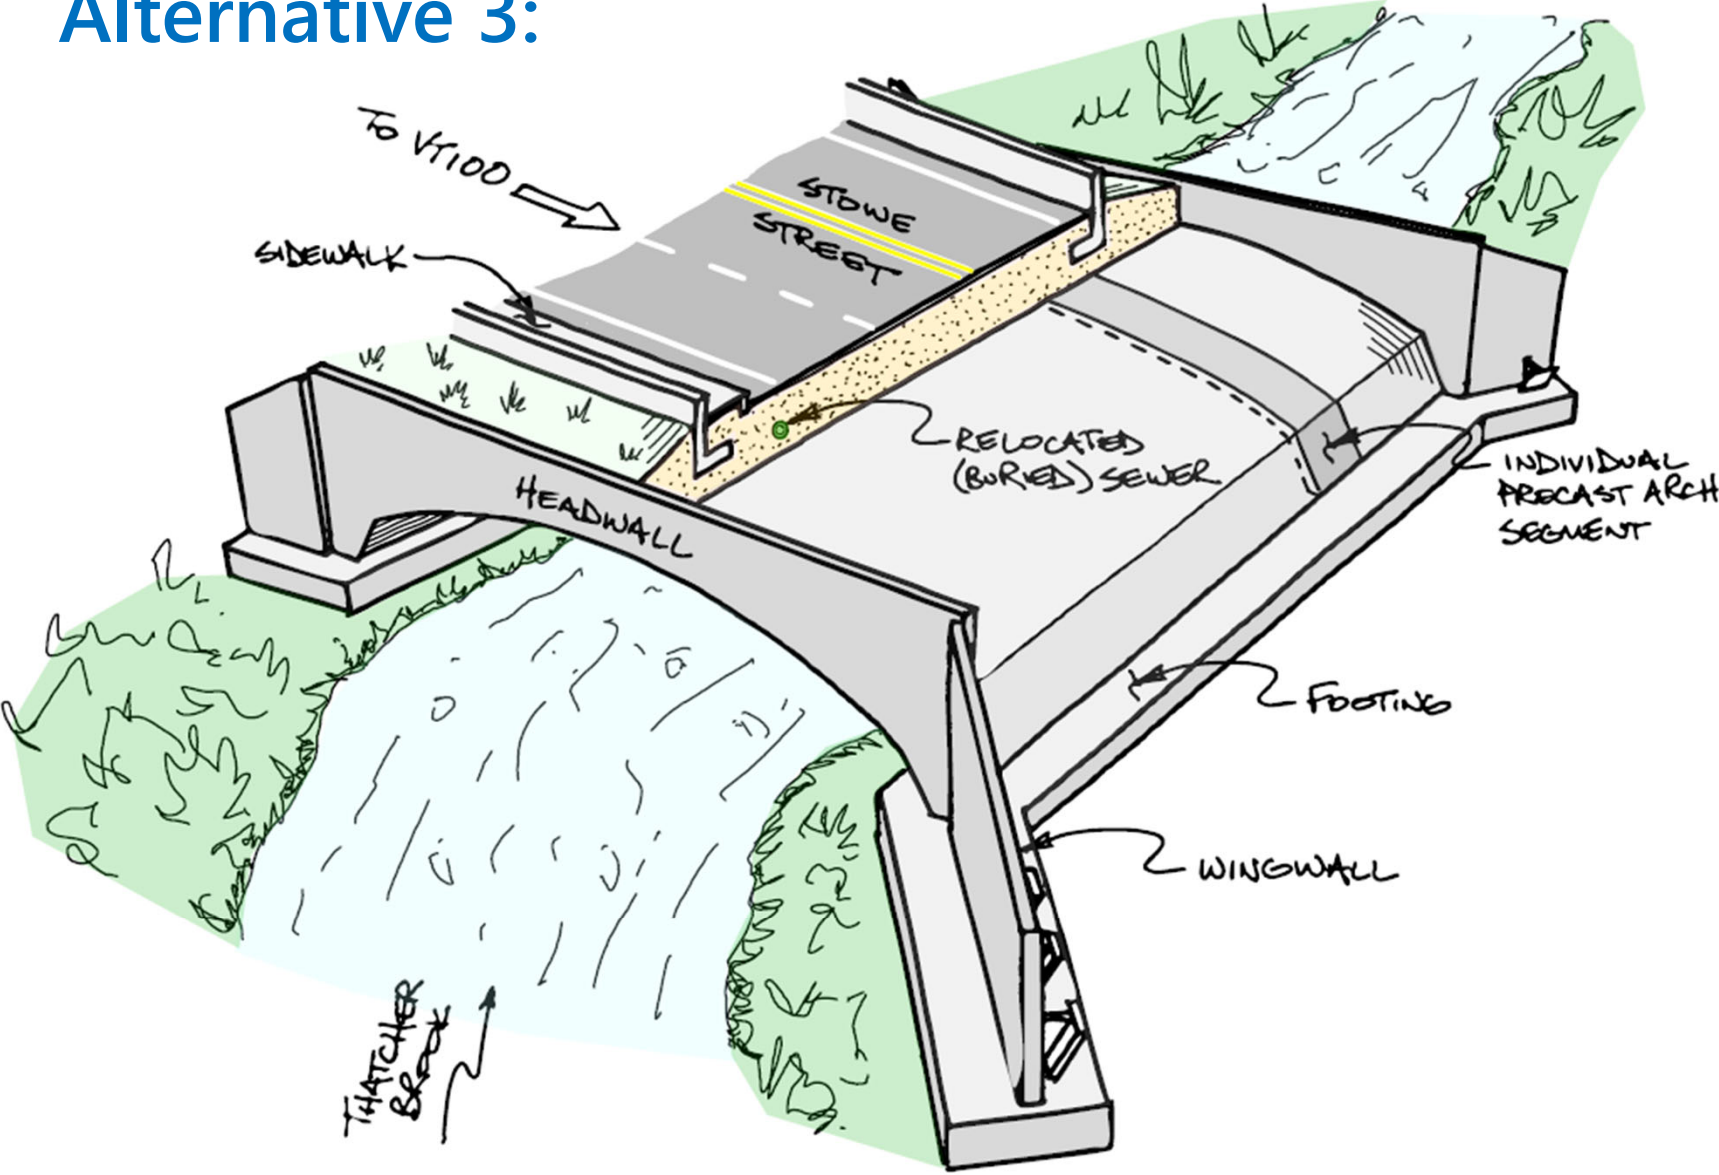 Alternative 3:
TO VT100
SIDEWALK
STOWE
STREET
HEADWALL
RELOCATED
(BURIED) SEWER
INDIVIDUAL
PRECAST ARCH
SEGMENT
FOOTING
WINGWALL
THATCHER
BROOK